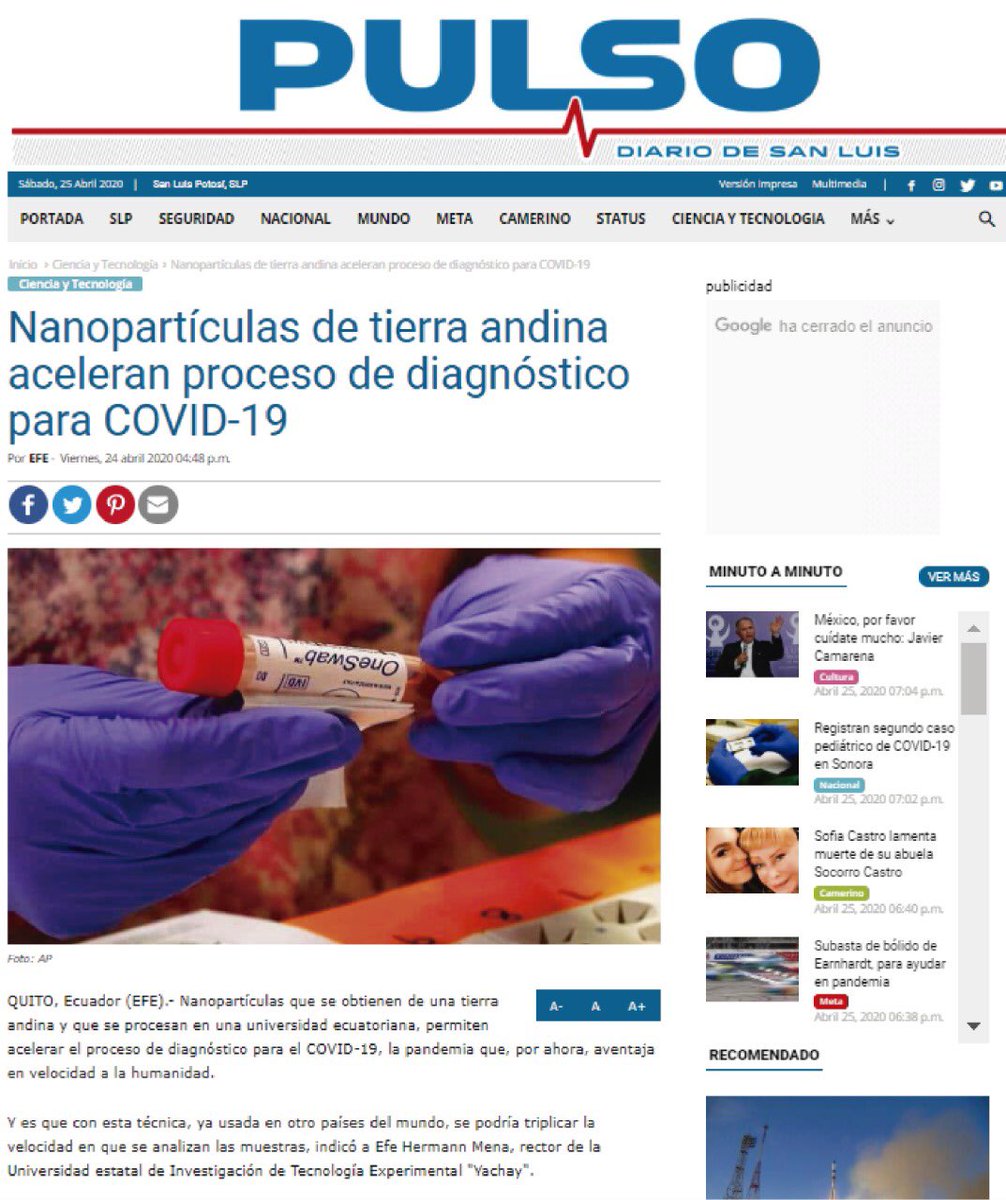 PULSO
DIARIO DE SAN LUIS
Sábado, 25 Abril 2020 | San Luis Potosí, SLP
Versión Impresa Multimedia |
PORTADA SLP SEGURIDAD NACIONAL MUNDO META CAMERINO STATUS CIENCIA Y TECNOLOGIA MÁS
Inicio > Ciencia y Tecnología > Nanopartículas de tierra andina aceleran proceso de diagnóstico para COVID-19
Ciencia y Tecnología
Nanopartículas de tierra andina
aceleran proceso de diagnóstico
para COVID-19
Por EFE - Viernes, 24 abril 2020 04:48 p.m.
OneSwab™
IVD
Foto: AP
QUITO, Ecuador (EFE).- Nanopartículas que se obtienen de una tierra
andina y que se procesan en una universidad ecuatoriana, permiten
acelerar el proceso de diagnóstico para el COVID-19, la pandemia que, por ahora, aventaja
en velocidad a la humanidad.
A- A A+
Y es que con esta técnica, ya usada en otro países del mundo, se podría triplicar la
velocidad en que se analizan las muestras, indicó a Efe Hermann Mena, rector de la
Universidad estatal de Investigación de Tecnología Experimental "Yachay".
publicidad
Google ha cerrado el anuncio
MINUTO A MINUTO
VER MÁS
México, por favor
cuídate mucho: Javier
Camarena
Cultura
Abril 25, 2020 07:04 p.m.
Registran segundo caso
pediátrico de COVID-19
en Sonora
Nacional
Abril 25, 2020 07:02 p.m.
Sofia Castro lamenta
muerte de su abuela
Socorro Castro
Camerino
Abril 25, 2020 06:40 p.m.
Subasta de bólido de
Earnhardt, para ayudar
en pandemia
Meta
Abril 25, 2020 06:38 p.m.
RECOMENDADO